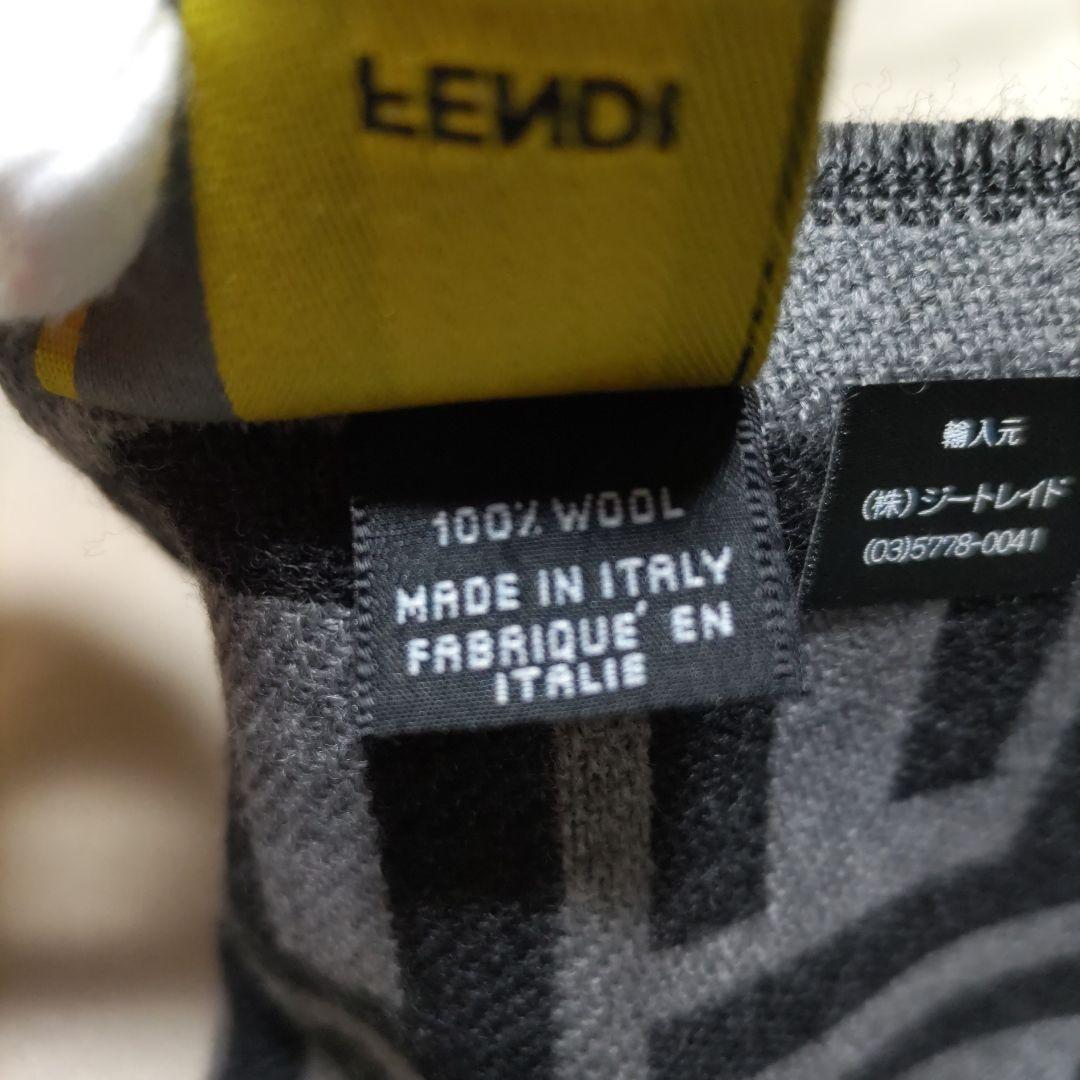 FENDI
100% WOOL
MADE IN ITALY
FABRIQUE' EN
ITALIE
輸入元
(株)ジートレイド
(03)5778-0041